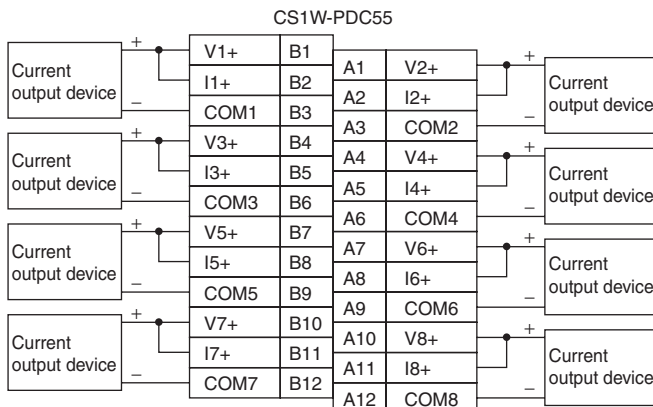 CS1W-PDC55
+
V1+ B1
Current
output device
I1+ B2
−
COM1 B3
+
V3+ B4
Current
output device
I3+ B5
−
COM3 B6
+
V5+ B7
Current
output device
I5+ B8
−
COM5 B9
+
V7+ B10
Current
output device
I7+ B11
−
COM7 B12
A1 V2+
+
Current
output device
A2 I2+
−
A3 COM2
A4 V4+
+
Current
output device
A5 I4+
−
A6 COM4
A7 V6+
+
Current
output device
A8 I6+
−
A9 COM6
A10 V8+
+
Current
output device
A11 I8+
−
A12 COM8